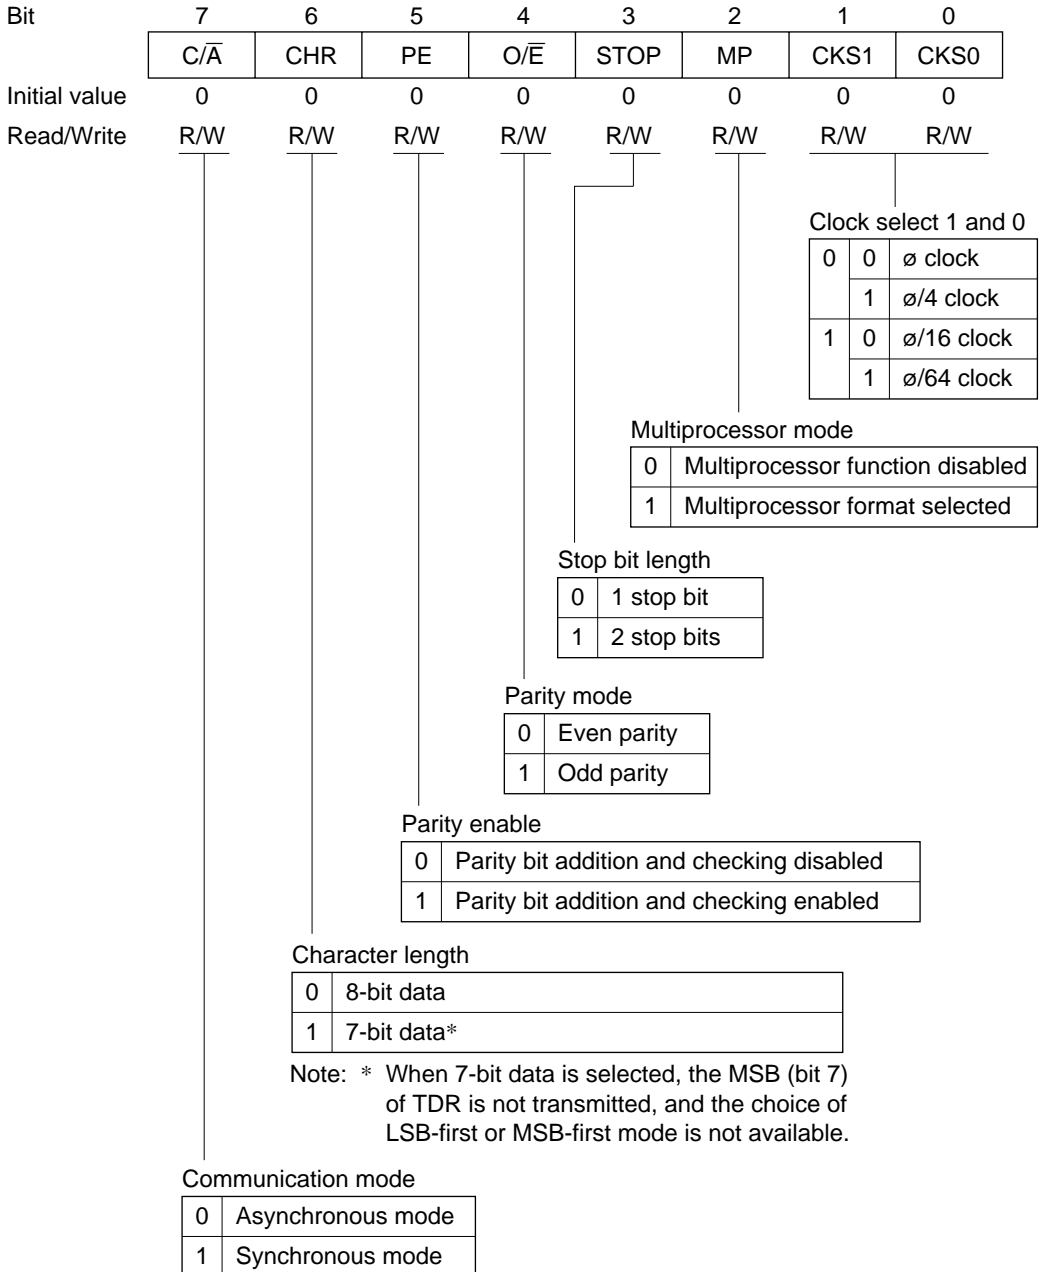 Bit 7 6 5 4 3 2 1 0
C/A̅ CHR PE O/E̅ STOP MP CKS1 CKS0
Initial value 0 0 0 0 0 0 0 0
Read/Write R/W R/W R/W R/W R/W R/W R/W R/W
Clock select 1 and 0
0 0 ø clock
1 ø/4 clock
1 0 ø/16 clock
1 ø/64 clock
Multiprocessor mode
0 Multiprocessor function disabled
1 Multiprocessor format selected
Stop bit length
0 1 stop bit
1 2 stop bits
Parity mode
0 Even parity
1 Odd parity
Parity enable
0 Parity bit addition and checking disabled
1 Parity bit addition and checking enabled
Character length
0 8-bit data
1 7-bit data*
Note: * When 7-bit data is selected, the MSB (bit 7)
of TDR is not transmitted, and the choice of
LSB-first or MSB-first mode is not available.
Communication mode
0 Asynchronous mode
1 Synchronous mode